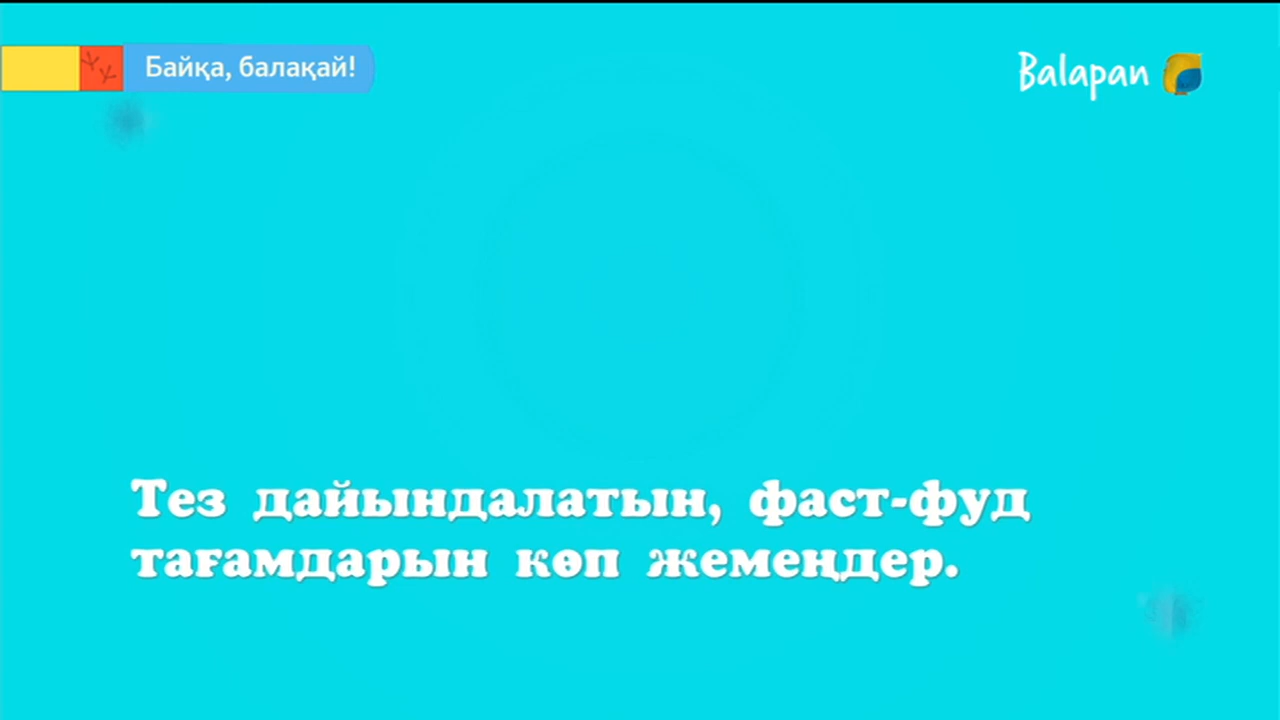 Байқа, балақай!
Balapan
Тез дайындалатын, фаст-фуд
тағамдарын көп жемеңдер.